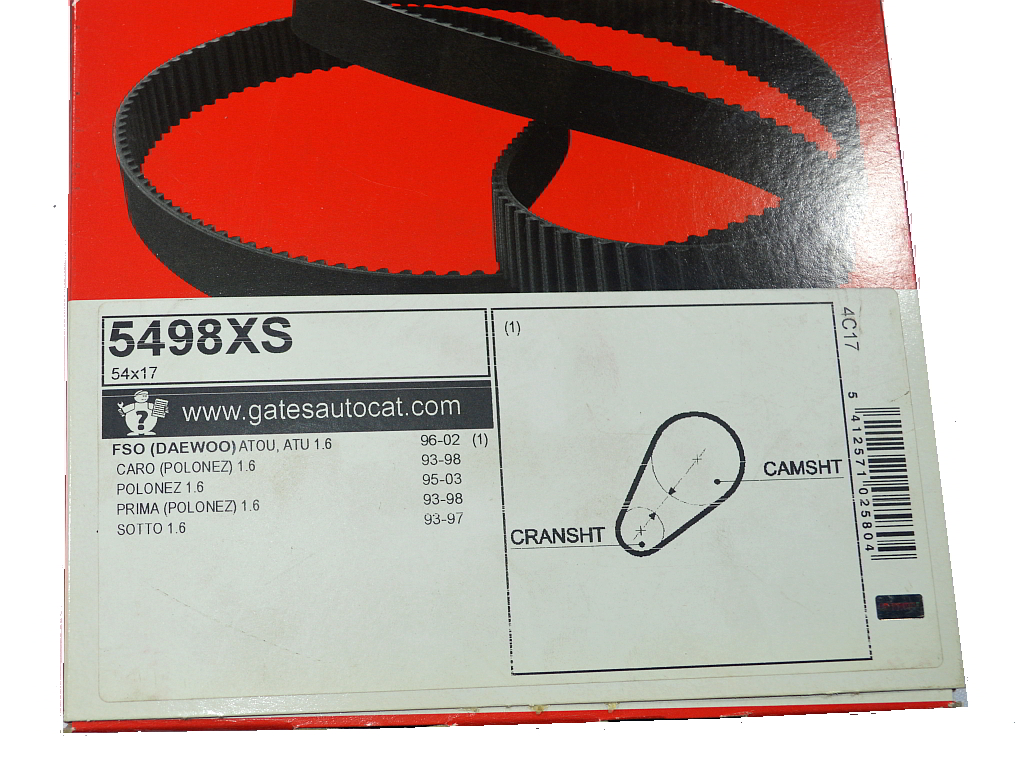 5498XS
54x17
www.gatesautocat.com
FSO (DAEWOO) ATOU, ATU 1.6 96-02 (1)
CARO (POLONEZ) 1.6 93-98
POLONEZ 1.6 95-03
PRIMA (POLONEZ) 1.6 93-98
SOTTO 1.6 93-97
(1)
CAMSHT
CRANSHT
4C17
5 412571 025804